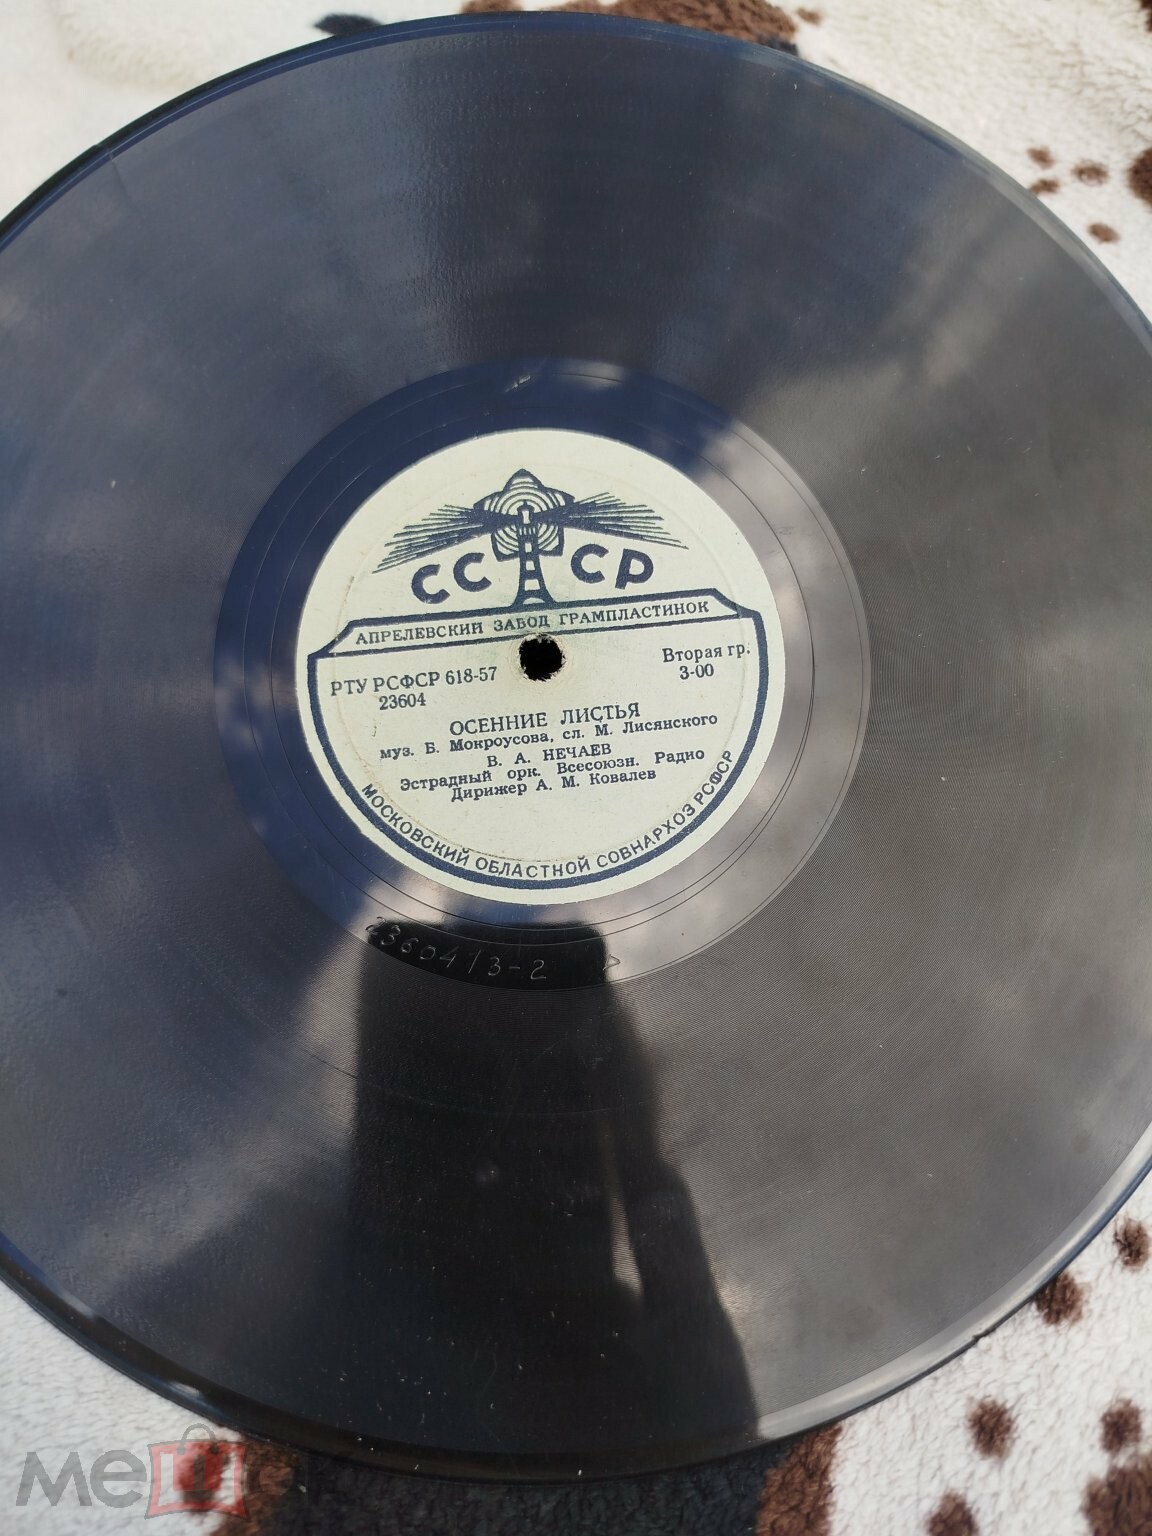 СССР
АПРЕЛЕВСКИЙ ЗАВОД ГРАМПЛАСТИНОК
РТУ РСФСР 618-57
23604
Вторая гр.
3-00
ОСЕННИЕ ЛИСТЬЯ
муз. Б. Мокроусова, сл. М. Лисянского
В. А. НЕЧАЕВ
Эстрадный орк. Всесоюзн. Радио
Дирижер А. М. Ковалев
МОСКОВСКИЙ ОБЛАСТНОЙ СОВНАРХОЗ РСФСР
23604/3-2
мешок